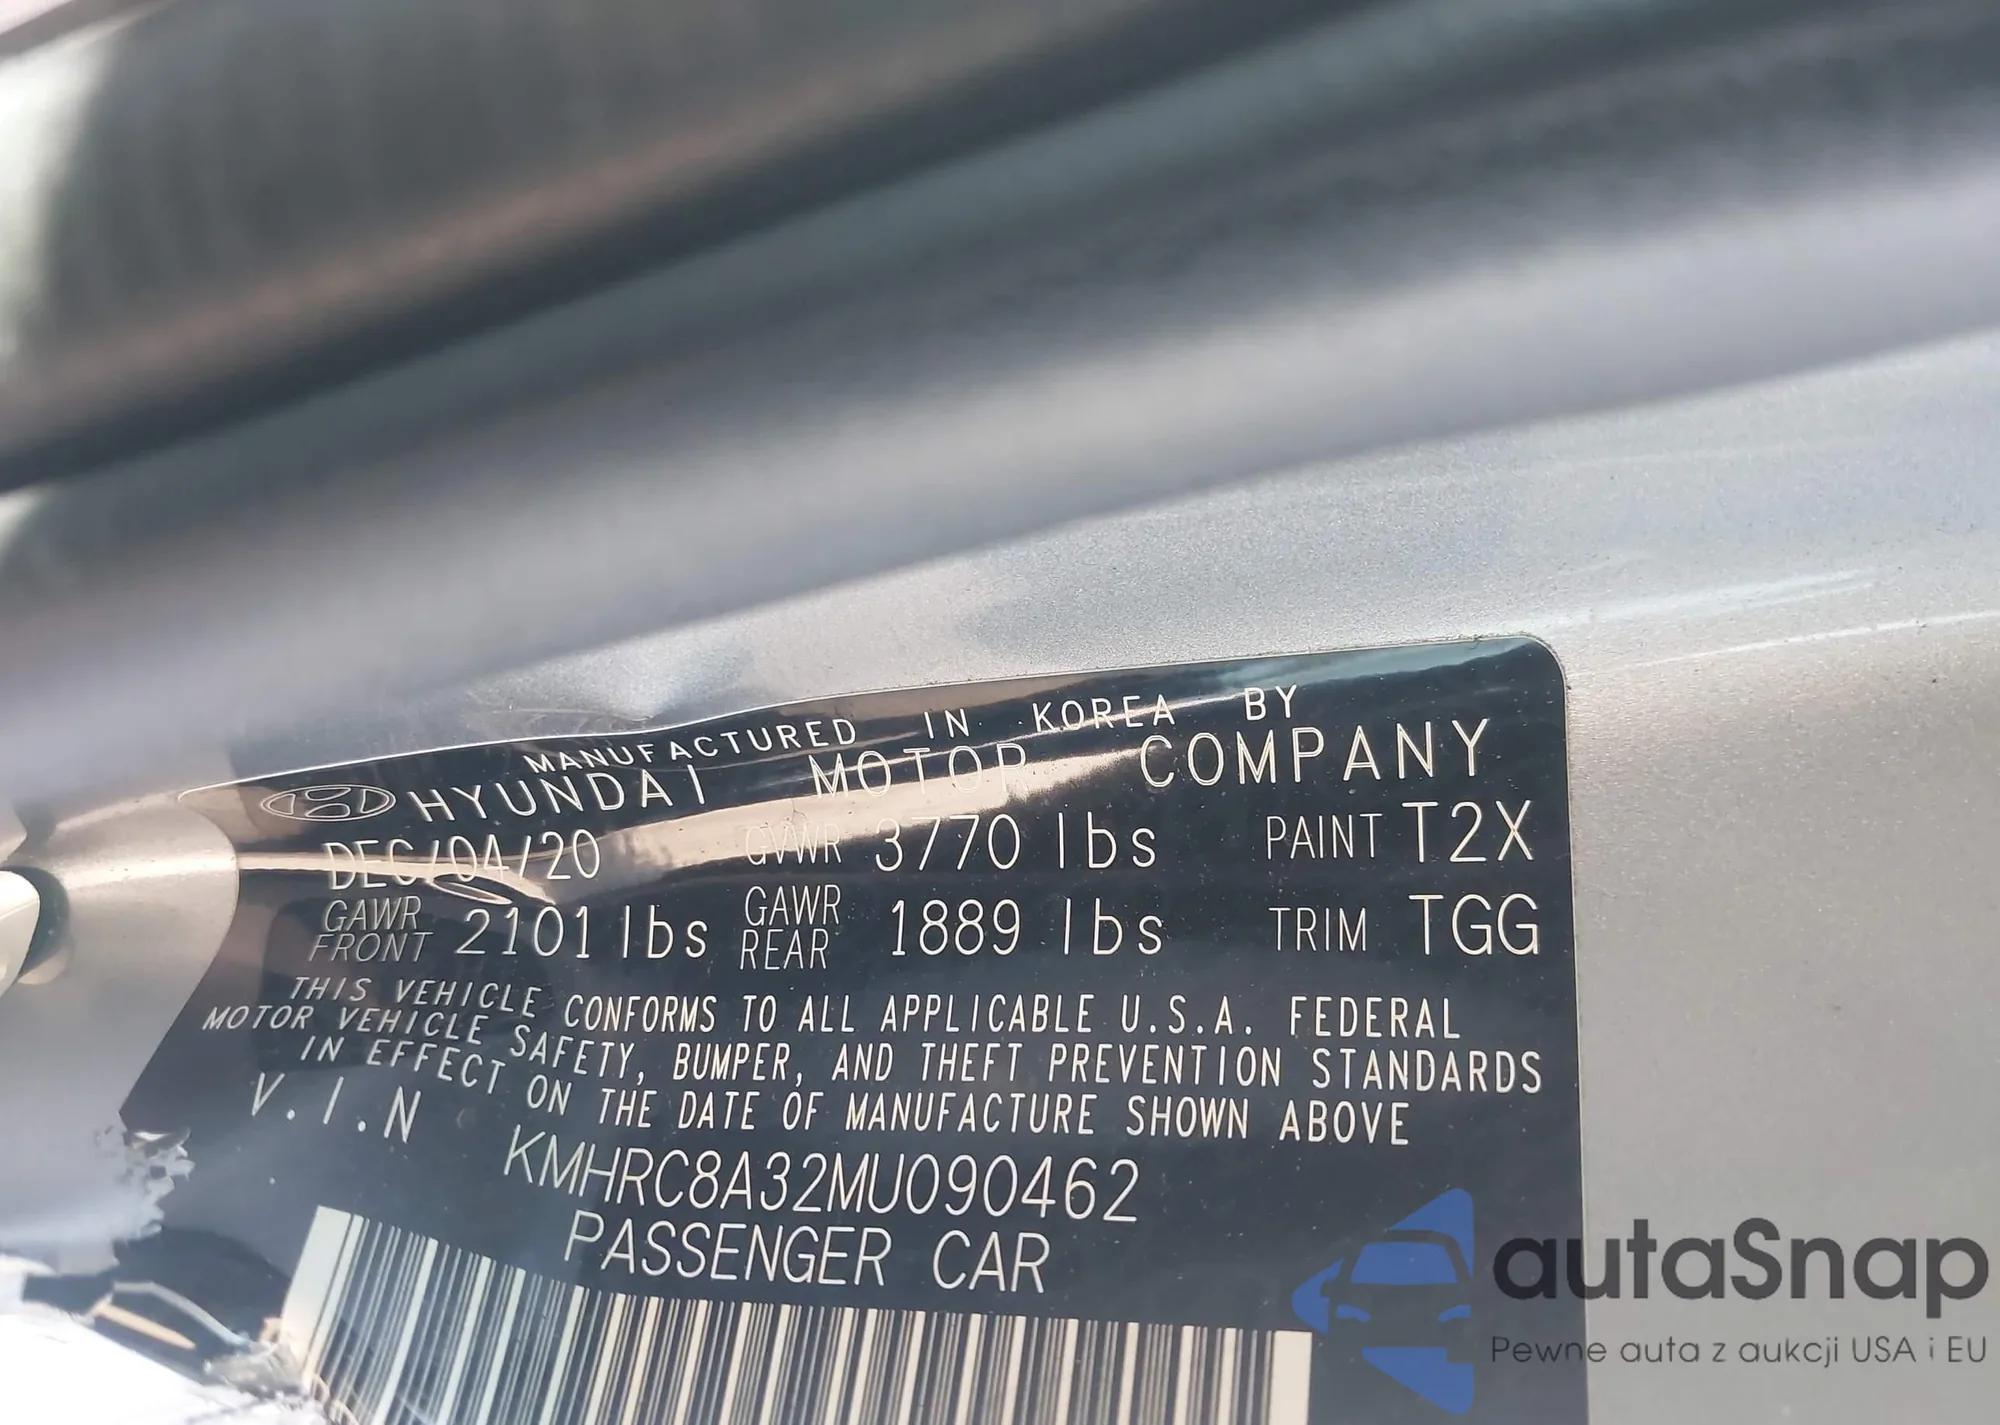 MANUFACTURED IN KOREA BY
HYUNDAI MOTOR COMPANY
DEC/04/20 GVWR 3770 lbs PAINT T2X
GAWR FRONT 2101 lbs GAWR REAR 1889 lbs TRIM TGG
THIS VEHICLE CONFORMS TO ALL APPLICABLE U.S.A. FEDERAL
MOTOR VEHICLE SAFETY, BUMPER, AND THEFT PREVENTION STANDARDS
IN EFFECT ON THE DATE OF MANUFACTURE SHOWN ABOVE
V.I.N KMHRC8A32MU090462
PASSENGER CAR
autaSnap
Pewne auta z aukcji USA i EU